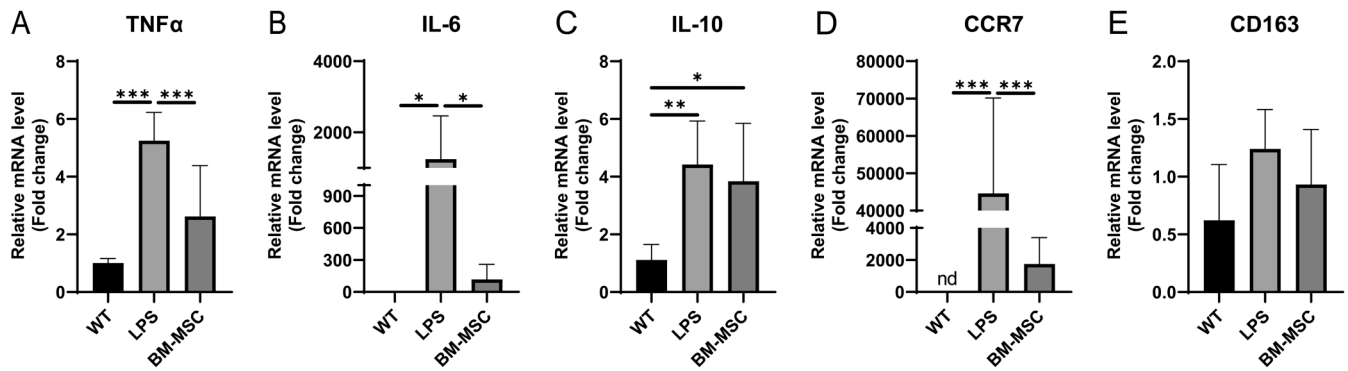 A TNFα
Relative mRNA level
(Fold change)
8
6
4
2
0
*** ***
WT
LPS
BM-MSC
B IL-6
Relative mRNA level
(Fold change)
4000
2000
900
600
300
0
* *
WT
LPS
BM-MSC
C IL-10
Relative mRNA level
(Fold change)
8
6
4
2
0
*
**
WT
LPS
BM-MSC
D CCR7
Relative mRNA level
(Fold change)
80000
70000
60000
50000
40000
4000
2000
0
*** ***
nd
WT
LPS
BM-MSC
E CD163
Relative mRNA level
(Fold change)
2.0
1.5
1.0
0.5
0.0
WT
LPS
BM-MSC